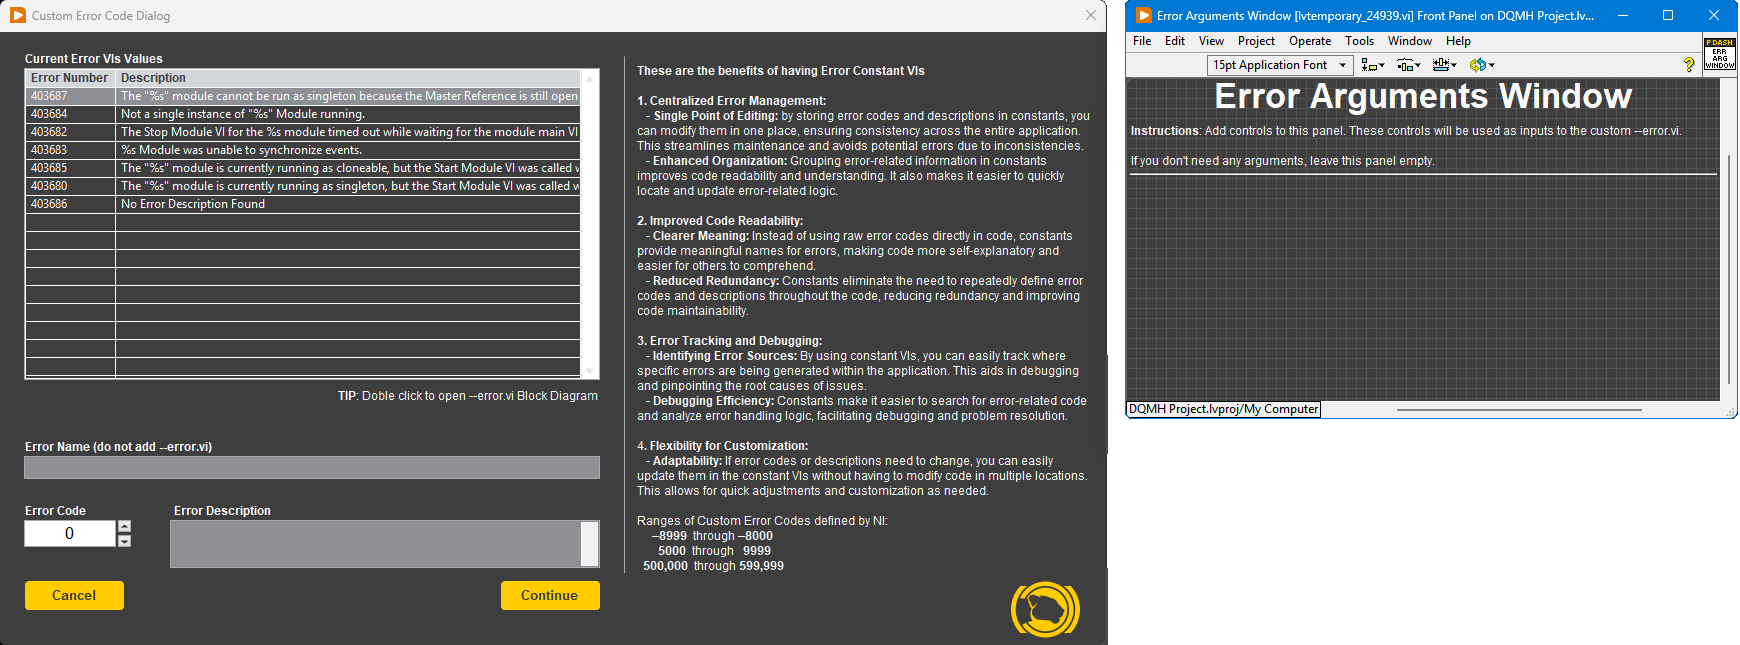 Custom Error Code Dialog
Current Error VIs Values
Error Number Description
403687 The "%s" module cannot be run as singleton because the Master Reference is still open
403684 Not a single instance of "%s" Module running.
403682 The Stop Module VI for the %s module timed out while waiting for the module main VI
403683 %s Module was unable to synchronize events.
403685 The "%s" module is currently running as cloneable, but the Start Module VI was called w
403680 The "%s" module is currently running as singleton, but the Start Module VI was called w
403686 No Error Description Found
TIP: Doble click to open --error.vi Block Diagram
Error Name (do not add --error.vi)
Error Code
Error Description
0
Cancel
Continue
These are the benefits of having Error Constant VIs
1. Centralized Error Management:
- Single Point of Editing: by storing error codes and descriptions in constants, you
can modify them in one place, ensuring consistency across the entire application.
This streamlines maintenance and avoids potential errors due to inconsistencies.
- Enhanced Organization: Grouping error-related information in constants
improves code readability and understanding. It also makes it easier to quickly
locate and update error-related logic.
2. Improved Code Readability:
- Clearer Meaning: Instead of using raw error codes directly in code, constants
provide meaningful names for errors, making code more self-explanatory and
easier for others to comprehend.
- Reduced Redundancy: Constants eliminate the need to repeatedly define error
codes and descriptions throughout the code, reducing redundancy and improving
code maintainability.
3. Error Tracking and Debugging:
- Identifying Error Sources: By using constant VIs, you can easily track where
specific errors are being generated within the application. This aids in debugging
and pinpointing the root causes of issues.
- Debugging Efficiency: Constants make it easier to search for error-related code
and analyze error handling logic, facilitating debugging and problem resolution.
4. Flexibility for Customization:
- Adaptability: If error codes or descriptions need to change, you can easily
update them in the constant VIs without having to modify code in multiple locations.
This allows for quick adjustments and customization as needed.
Ranges of Custom Error Codes defined by NI:
–8999 through –8000
5000 through 9999
500,000 through 599,999
Error Arguments Window [lvtemporary_24939.vi] Front Panel on DQMH Project.lv...
File Edit View Project Operate Tools Window Help
15pt Application Font
?
P DASH
ERR
ARG
WINDOW
Error Arguments Window
Instructions: Add controls to this panel. These controls will be used as inputs to the custom --error.vi.
If you don't need any arguments, leave this panel empty.
DQMH Project.lvproj/My Computer